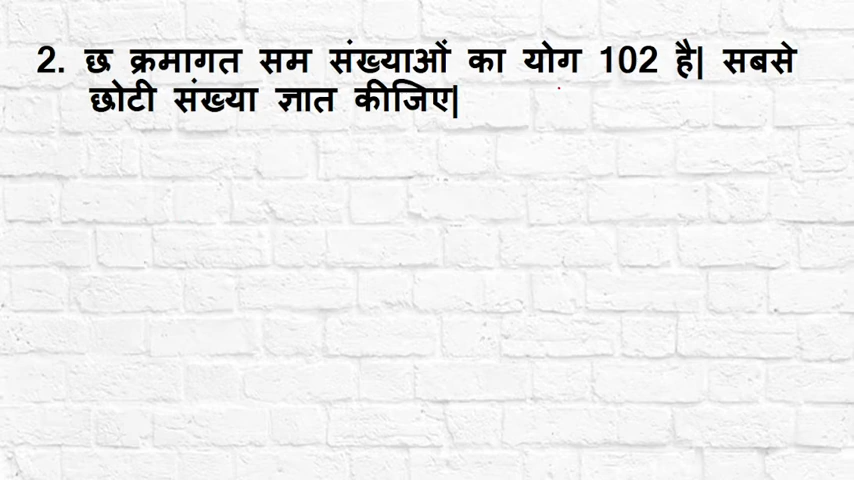 2. छ क्रमागत सम संख्याओं का योग 102 है| सबसे
छोटी संख्या ज्ञात कीजिए|